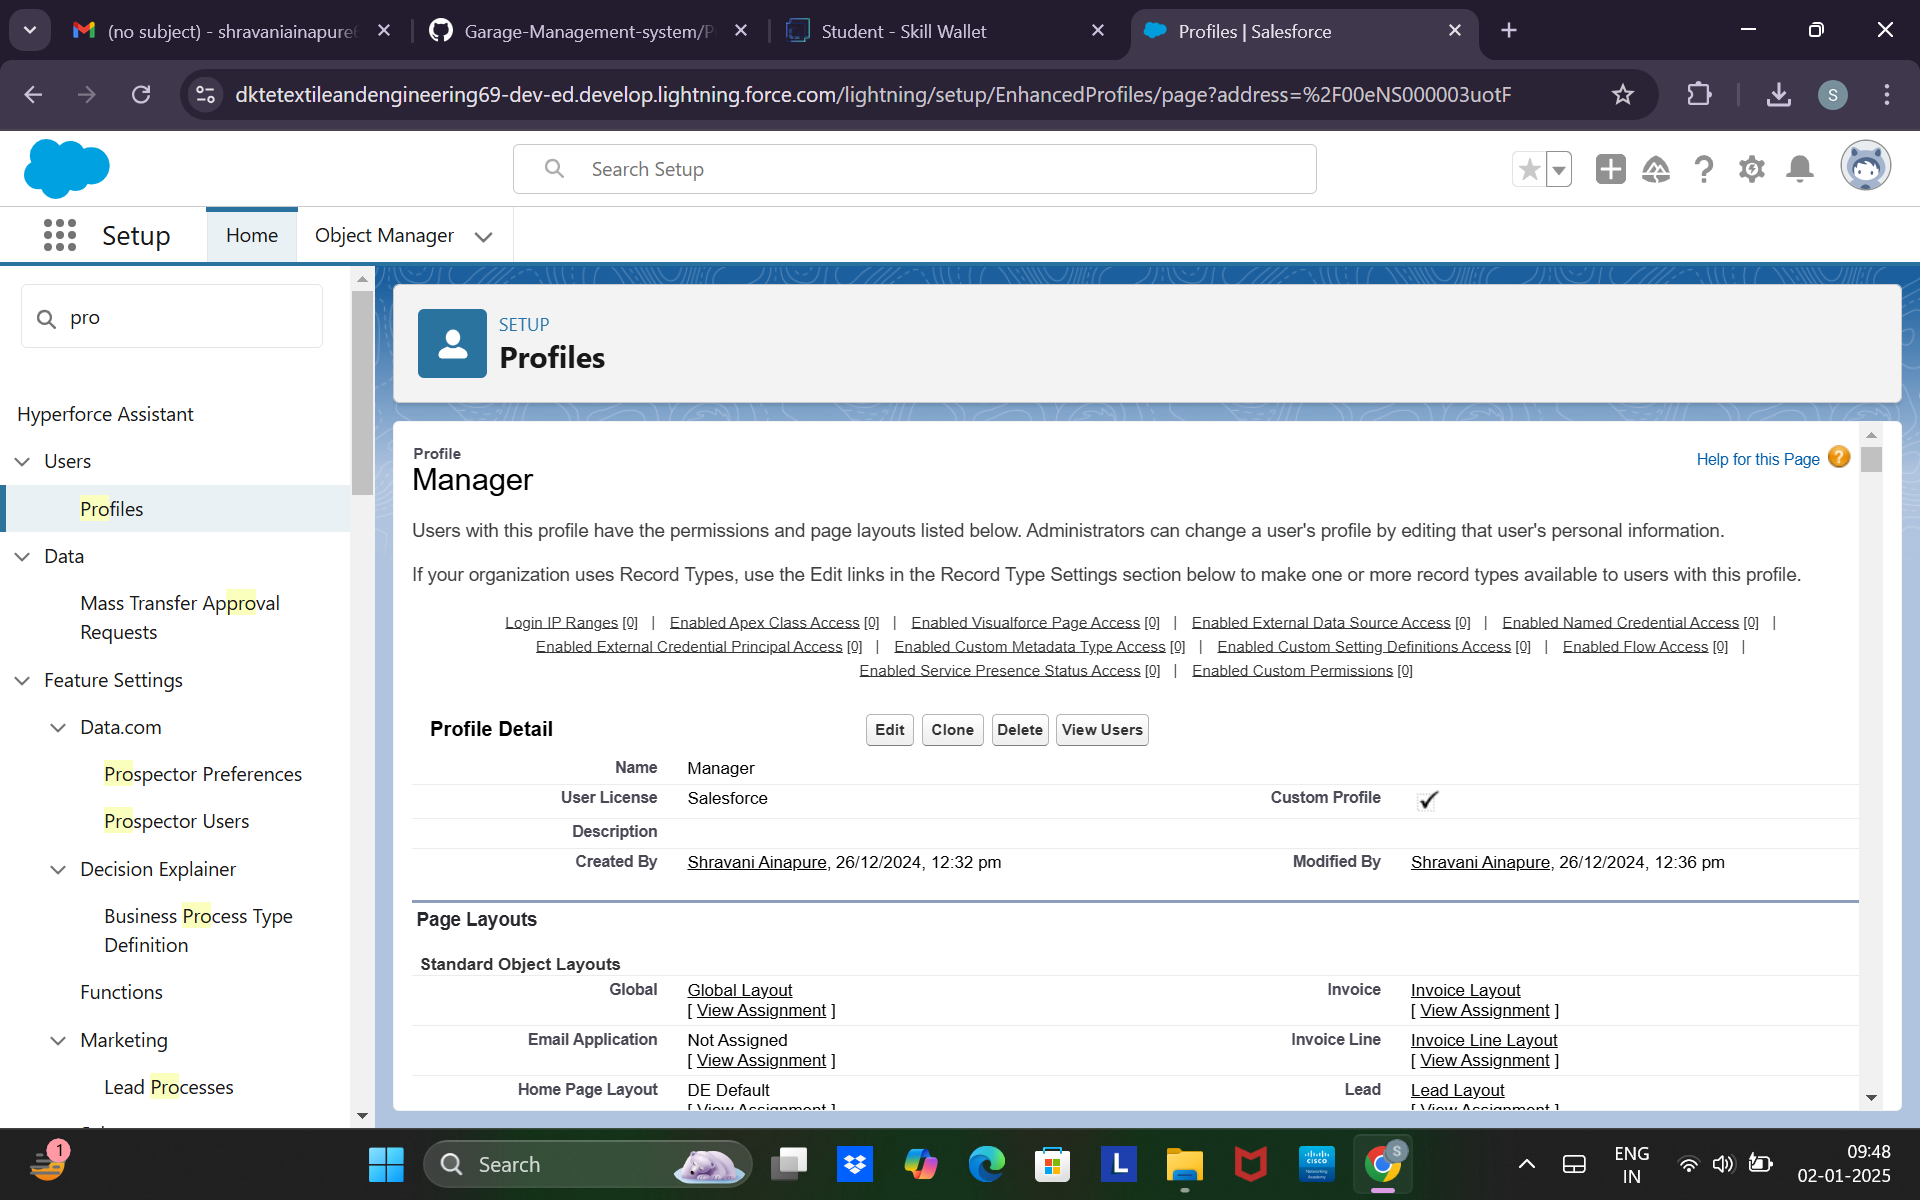 (no subject) - shravaniainapure6
Garage-Management-system/P
Student - Skill Wallet
Profiles | Salesforce
dktetextileandengineering69-dev-ed.develop.lightning.force.com/lightning/setup/EnhancedProfiles/page?address=%2F00eNS000003uotF
S
Search Setup
Setup
Home
Object Manager
pro
Hyperforce Assistant
Users
Profiles
Data
Mass Transfer Approval
Requests
Feature Settings
Data.com
Prospector Preferences
Prospector Users
Decision Explainer
Business Process Type
Definition
Functions
Marketing
Lead Processes
SETUP
Profiles
Profile
Manager
Help for this Page ?
Users with this profile have the permissions and page layouts listed below. Administrators can change a user's profile by editing that user's personal information.
If your organization uses Record Types, use the Edit links in the Record Type Settings section below to make one or more record types available to users with this profile.
Login IP Ranges [0] | Enabled Apex Class Access [0] | Enabled Visualforce Page Access [0] | Enabled External Data Source Access [0] | Enabled Named Credential Access [0] |
Enabled External Credential Principal Access [0] | Enabled Custom Metadata Type Access [0] | Enabled Custom Setting Definitions Access [0] | Enabled Flow Access [0] |
Enabled Service Presence Status Access [0] | Enabled Custom Permissions [0]
Profile Detail
Edit
Clone
Delete
View Users
Name Manager
User License Salesforce
Custom Profile ✓
Description
Created By Shravani Ainapure, 26/12/2024, 12:32 pm
Modified By Shravani Ainapure, 26/12/2024, 12:36 pm
Page Layouts
Standard Object Layouts
Global Global Layout
[ View Assignment ]
Invoice Invoice Layout
[ View Assignment ]
Email Application Not Assigned
[ View Assignment ]
Invoice Line Invoice Line Layout
[ View Assignment ]
Home Page Layout DE Default
[ View Assignment ]
Lead Lead Layout
[ View Assignment ]
1
Search
L
CISCO
S
ENG
IN
09:48
02-01-2025